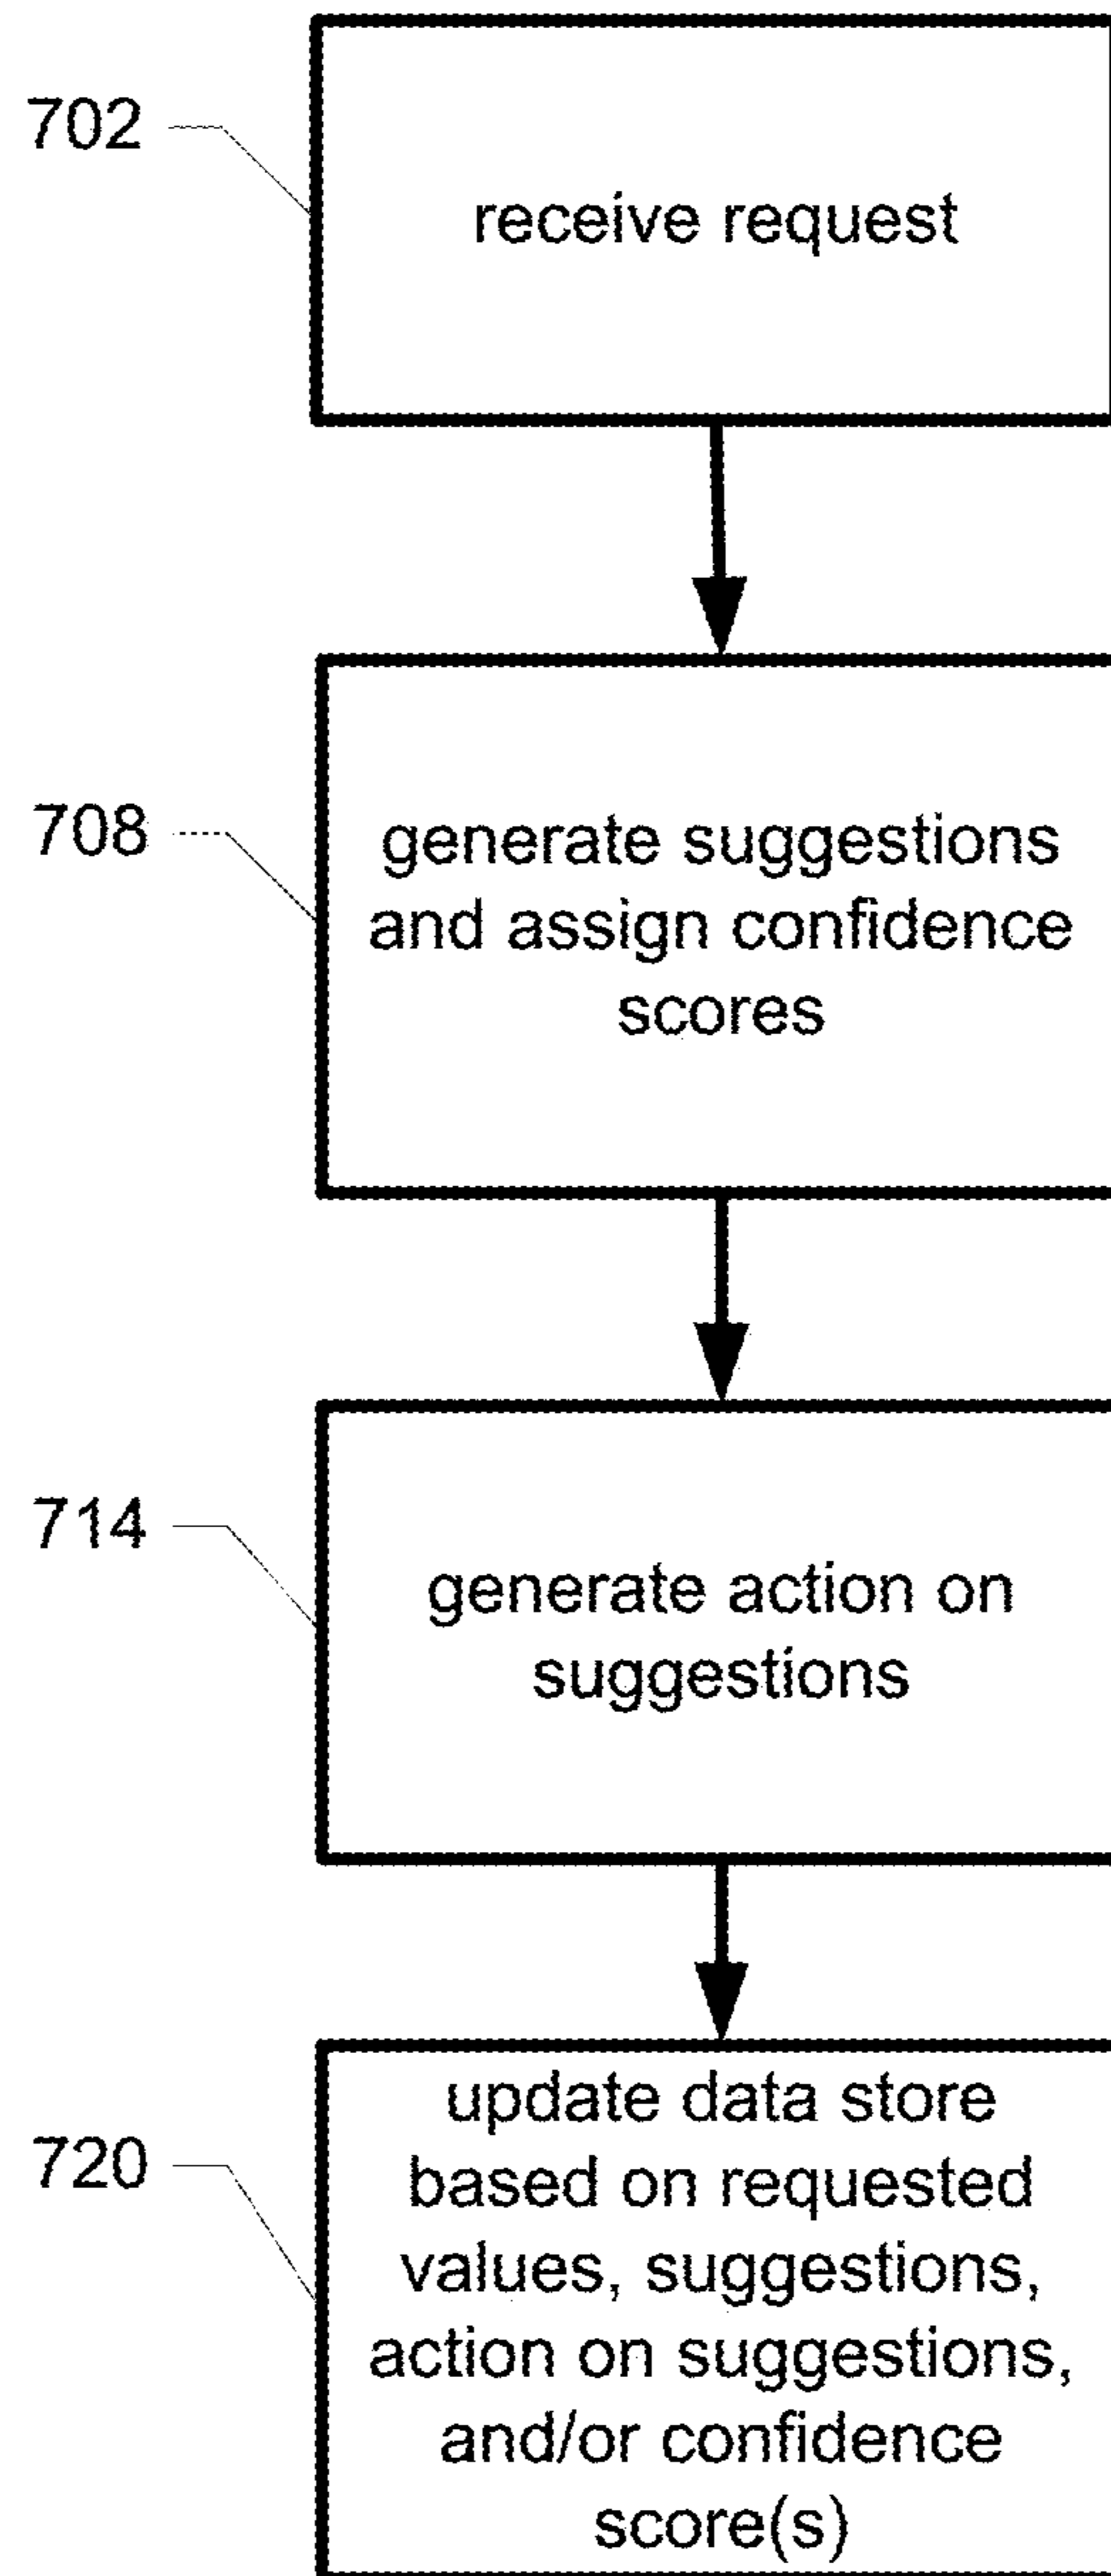 702
receive request
708
generate suggestions
and assign confidence
scores
714
generate action on
suggestions
720
update data store
based on requested
values, suggestions,
action on suggestions,
and/or confidence
score(s)